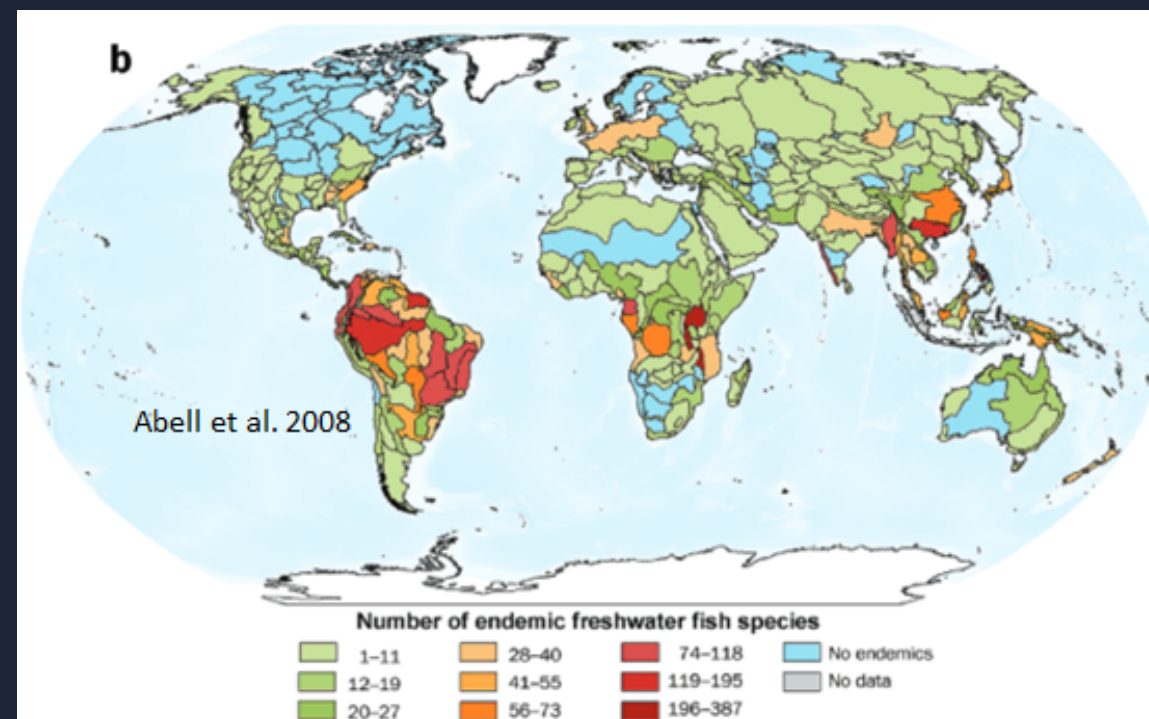 b
Abell et al. 2008
Number of endemic freshwater fish species
1–11 28–40 74–118 No endemics
12–19 41–55 119–195 No data
20–27 56–73 196–387